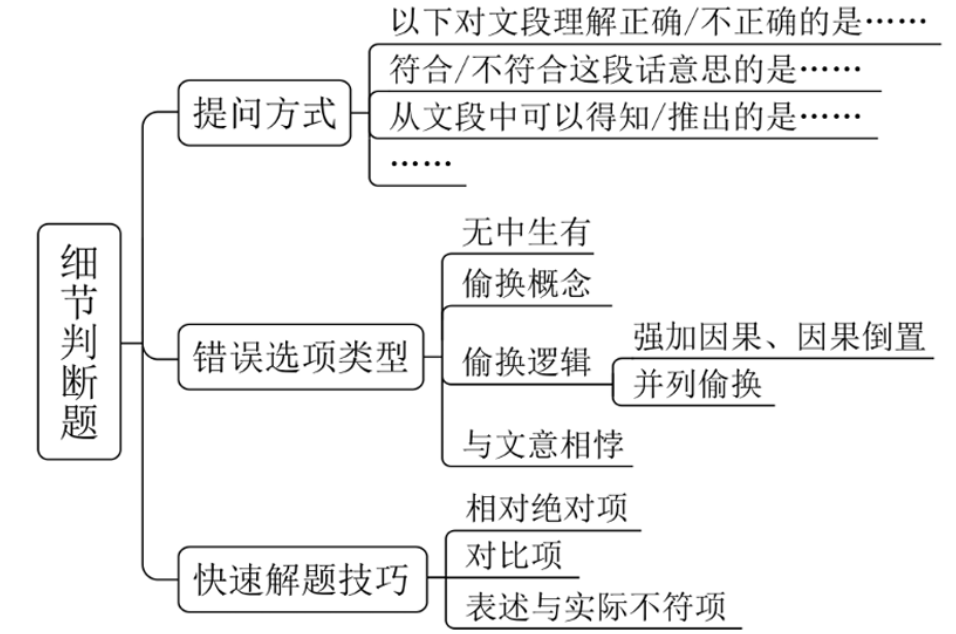 细节判断题
提问方式
以下对文段理解正确/不正确的是……
符合/不符合这段话意思的是……
从文段中可以得知/推出的是……
……
错误选项类型
无中生有
偷换概念
偷换逻辑
强加因果、因果倒置
并列偷换
与文意相悖
快速解题技巧
相对绝对项
对比项
表述与实际不符项